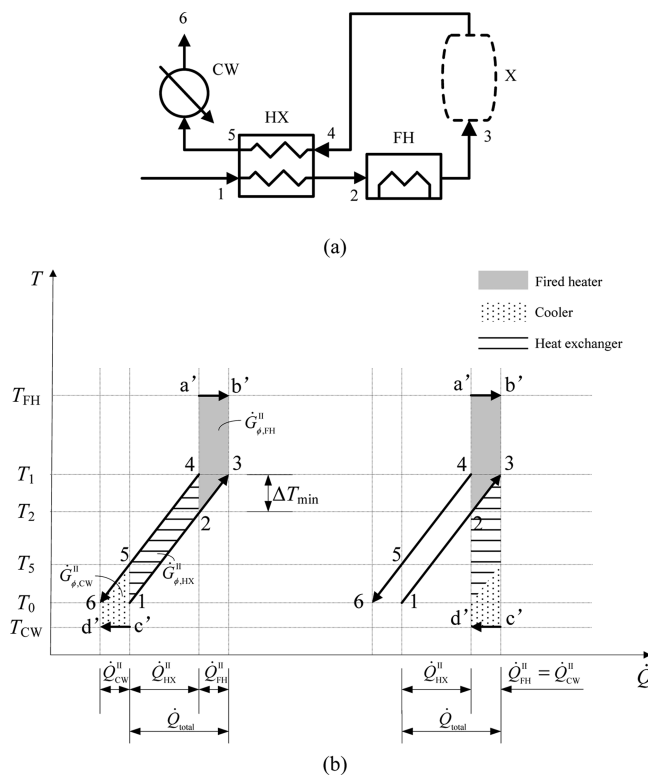 6
CW
X
HX
5
4
FH
3
1
2
(a)
T
Fired heater
Cooler
Heat exchanger
a’ b’ a’ b’
T_FH
Ġ^II_ϕ,FH
T_1
4 3 4 3
ΔT_min
T_2
2 2
T_5
5 5
Ġ^II_ϕ,CW Ġ^II_ϕ,HX
T_0
6 1 6 1
T_CW
d’ c’ d’ c’
Q̇
Q̇^II_CW Q̇^II_HX Q̇^II_FH Q̇^II_HX Q̇^II_FH = Q̇^II_CW
Q̇_total Q̇_total
(b)